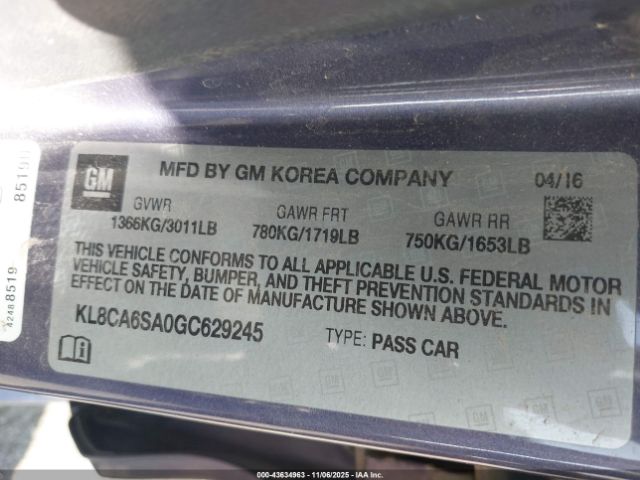 GM
MFD BY GM KOREA COMPANY
04/16
GVWR
GAWR FRT
GAWR RR
1366KG/3011LB
780KG/1719LB
750KG/1653LB
THIS VEHICLE CONFORMS TO ALL APPLICABLE U.S. FEDERAL MOTOR
VEHICLE SAFETY, BUMPER, AND THEFT PREVENTION STANDARDS IN
EFFECT ON THE DATE OF MANUFACTURE SHOWN ABOVE.
KL8CA6SA0GC629245
TYPE: PASS CAR
42488519
000-43634963 | 11/06/2025 - IAA Inc.